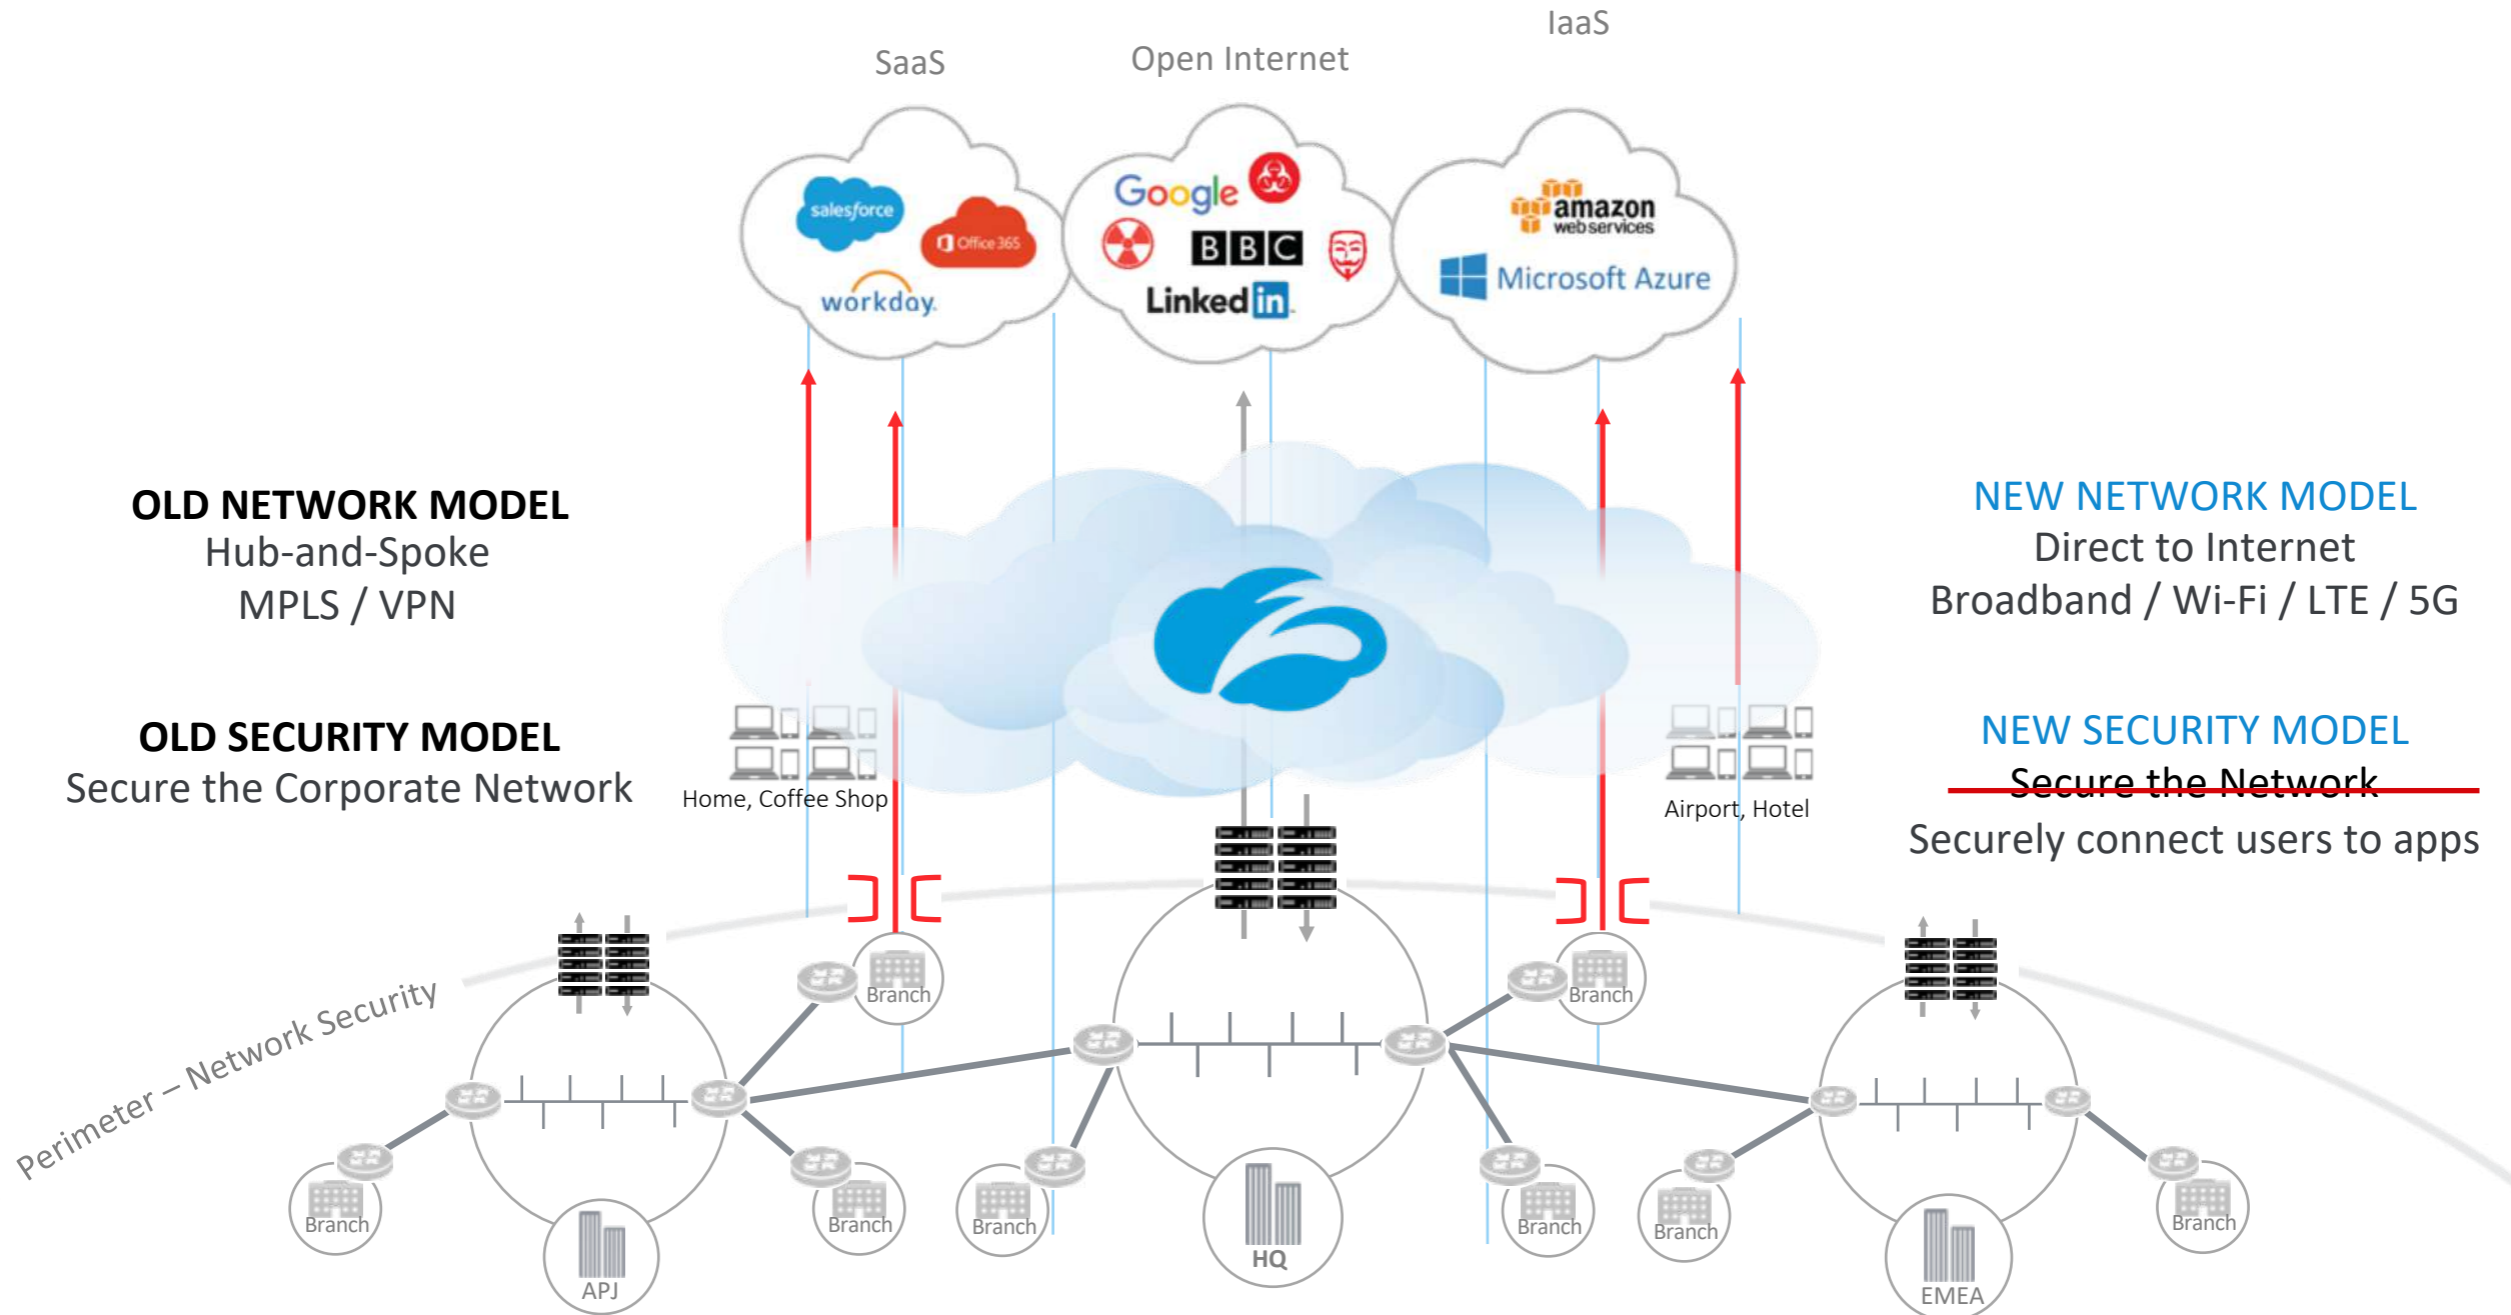 IaaS
SaaS
Open Internet
salesforce
Office 365
workday.
Google
BBC
LinkedIn
amazon
webservices
Microsoft Azure
OLD NETWORK MODEL
Hub-and-Spoke
MPLS / VPN
OLD SECURITY MODEL
Secure the Corporate Network
NEW NETWORK MODEL
Direct to Internet
Broadband / Wi-Fi / LTE / 5G
NEW SECURITY MODEL
Secure the Network
Securely connect users to apps
Home, Coffee Shop
Airport, Hotel
Perimeter – Network Security
Branch
Branch
Branch
Branch
Branch
Branch
Branch
Branch
APJ
HQ
EMEA